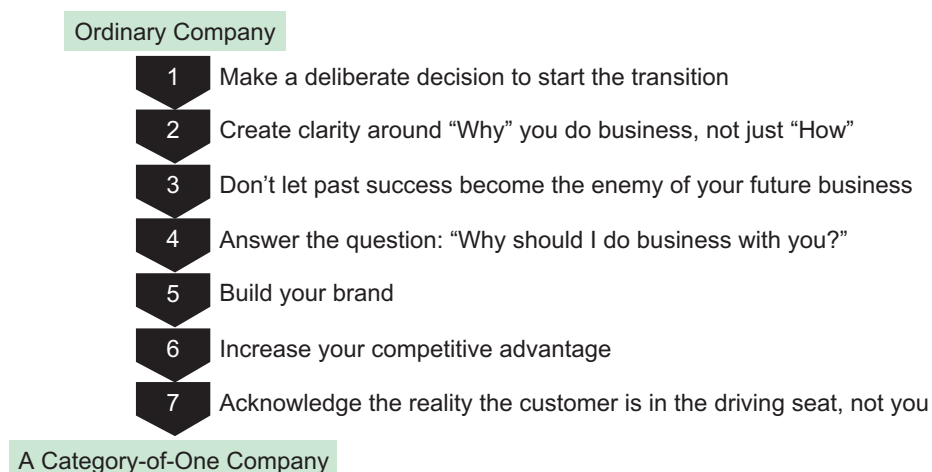 Ordinary Company
1 Make a deliberate decision to start the transition
2 Create clarity around “Why” you do business, not just “How”
3 Don’t let past success become the enemy of your future business
4 Answer the question: “Why should I do business with you?”
5 Build your brand
6 Increase your competitive advantage
7 Acknowledge the reality the customer is in the driving seat, not you
A Category-of-One Company